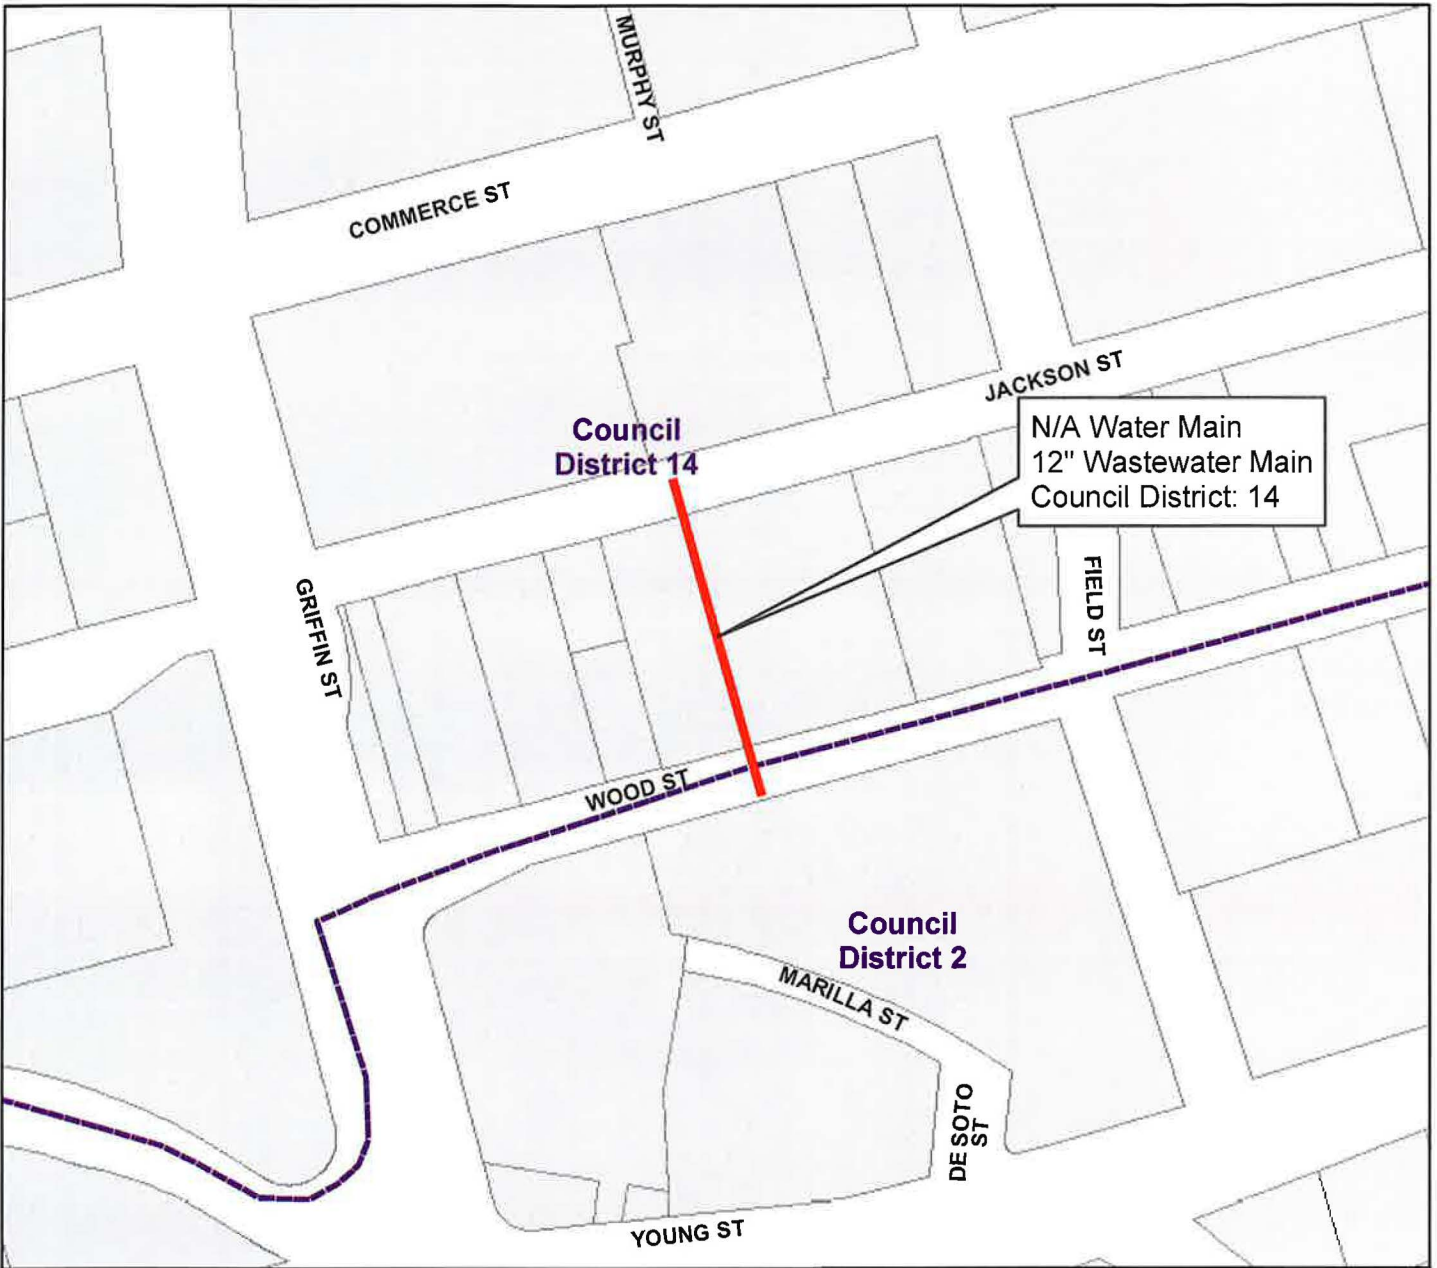 MURPHY ST
COMMERCE ST
JACKSON ST
Council
District 14
N/A Water Main
12" Wastewater Main
Council District: 14
GRIFFIN ST
FIELD ST
WOOD ST
Council
District 2
MARILLA ST
DE SOTO
ST
YOUNG ST